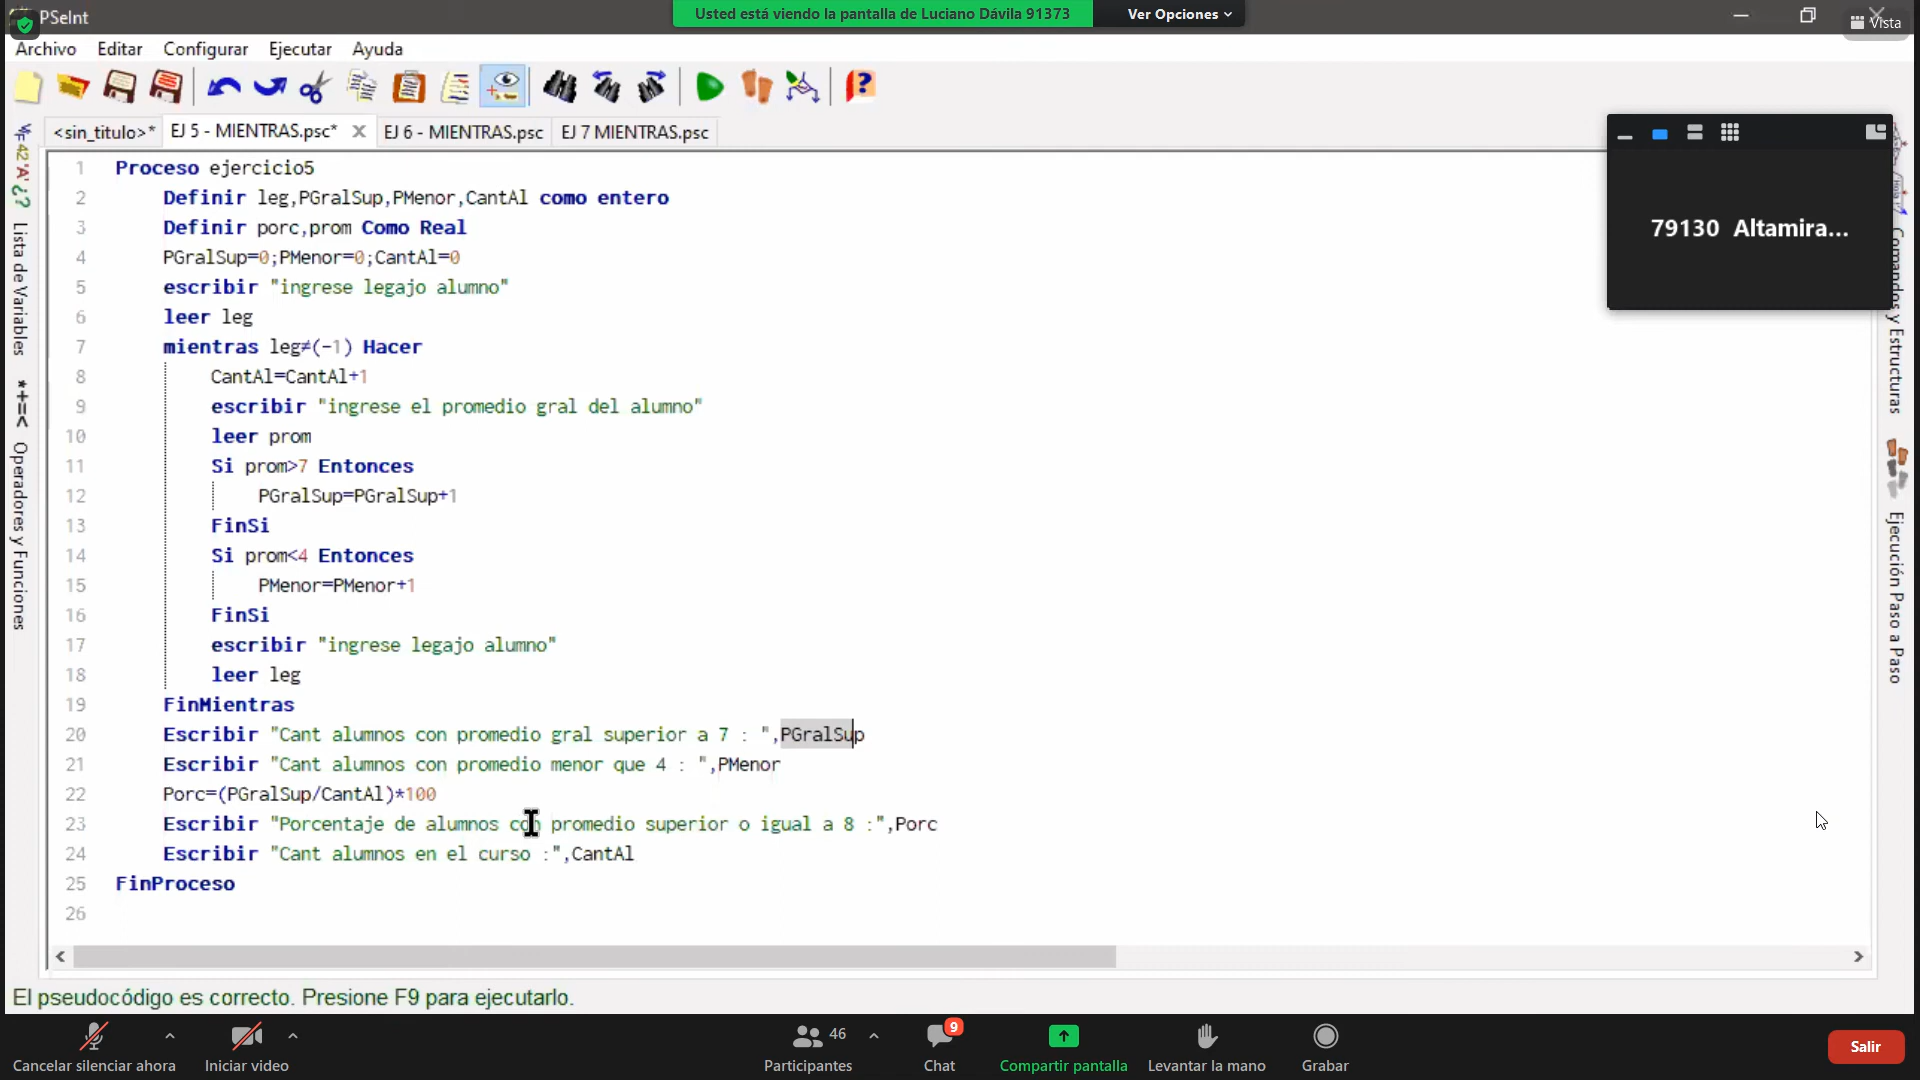 PSeInt
Usted está viendo la pantalla de Luciano Dávila 91373
Ver Opciones
Vista
Archivo Editar Configurar Ejecutar Ayuda
<sin_titulo>* EJ 5 - MIENTRAS.psc* EJ 6 - MIENTRAS.psc EJ 7 MIENTRAS.psc
79130 Altamira...
Lista de Variables
Operadores y Funciones
Comandos y Estructuras
Ejecución Paso a Paso
1 Proceso ejercicio5
2 Definir leg,PGralSup,PMenor,CantAl como entero
3 Definir porc,prom Como Real
4 PGralSup=0;PMenor=0;CantAl=0
5 escribir "ingrese legajo alumno"
6 leer leg
7 mientras leg≠(-1) Hacer
8 CantAl=CantAl+1
9 escribir "ingrese el promedio gral del alumno"
10 leer prom
11 Si prom>7 Entonces
12 PGralSup=PGralSup+1
13 FinSi
14 Si prom<4 Entonces
15 PMenor=PMenor+1
16 FinSi
17 escribir "ingrese legajo alumno"
18 leer leg
19 FinMientras
20 Escribir "Cant alumnos con promedio gral superior a 7 : ",PGralSup
21 Escribir "Cant alumnos con promedio menor que 4 : ",PMenor
22 Porc=(PGralSup/CantAl)*100
23 Escribir "Porcentaje de alumnos con promedio superior o igual a 8 :",Porc
24 Escribir "Cant alumnos en el curso :",CantAl
25 FinProceso
26
El pseudocódigo es correcto. Presione F9 para ejecutarlo.
46
9
Cancelar silenciar ahora Iniciar video Participantes Chat Compartir pantalla Levantar la mano Grabar Salir